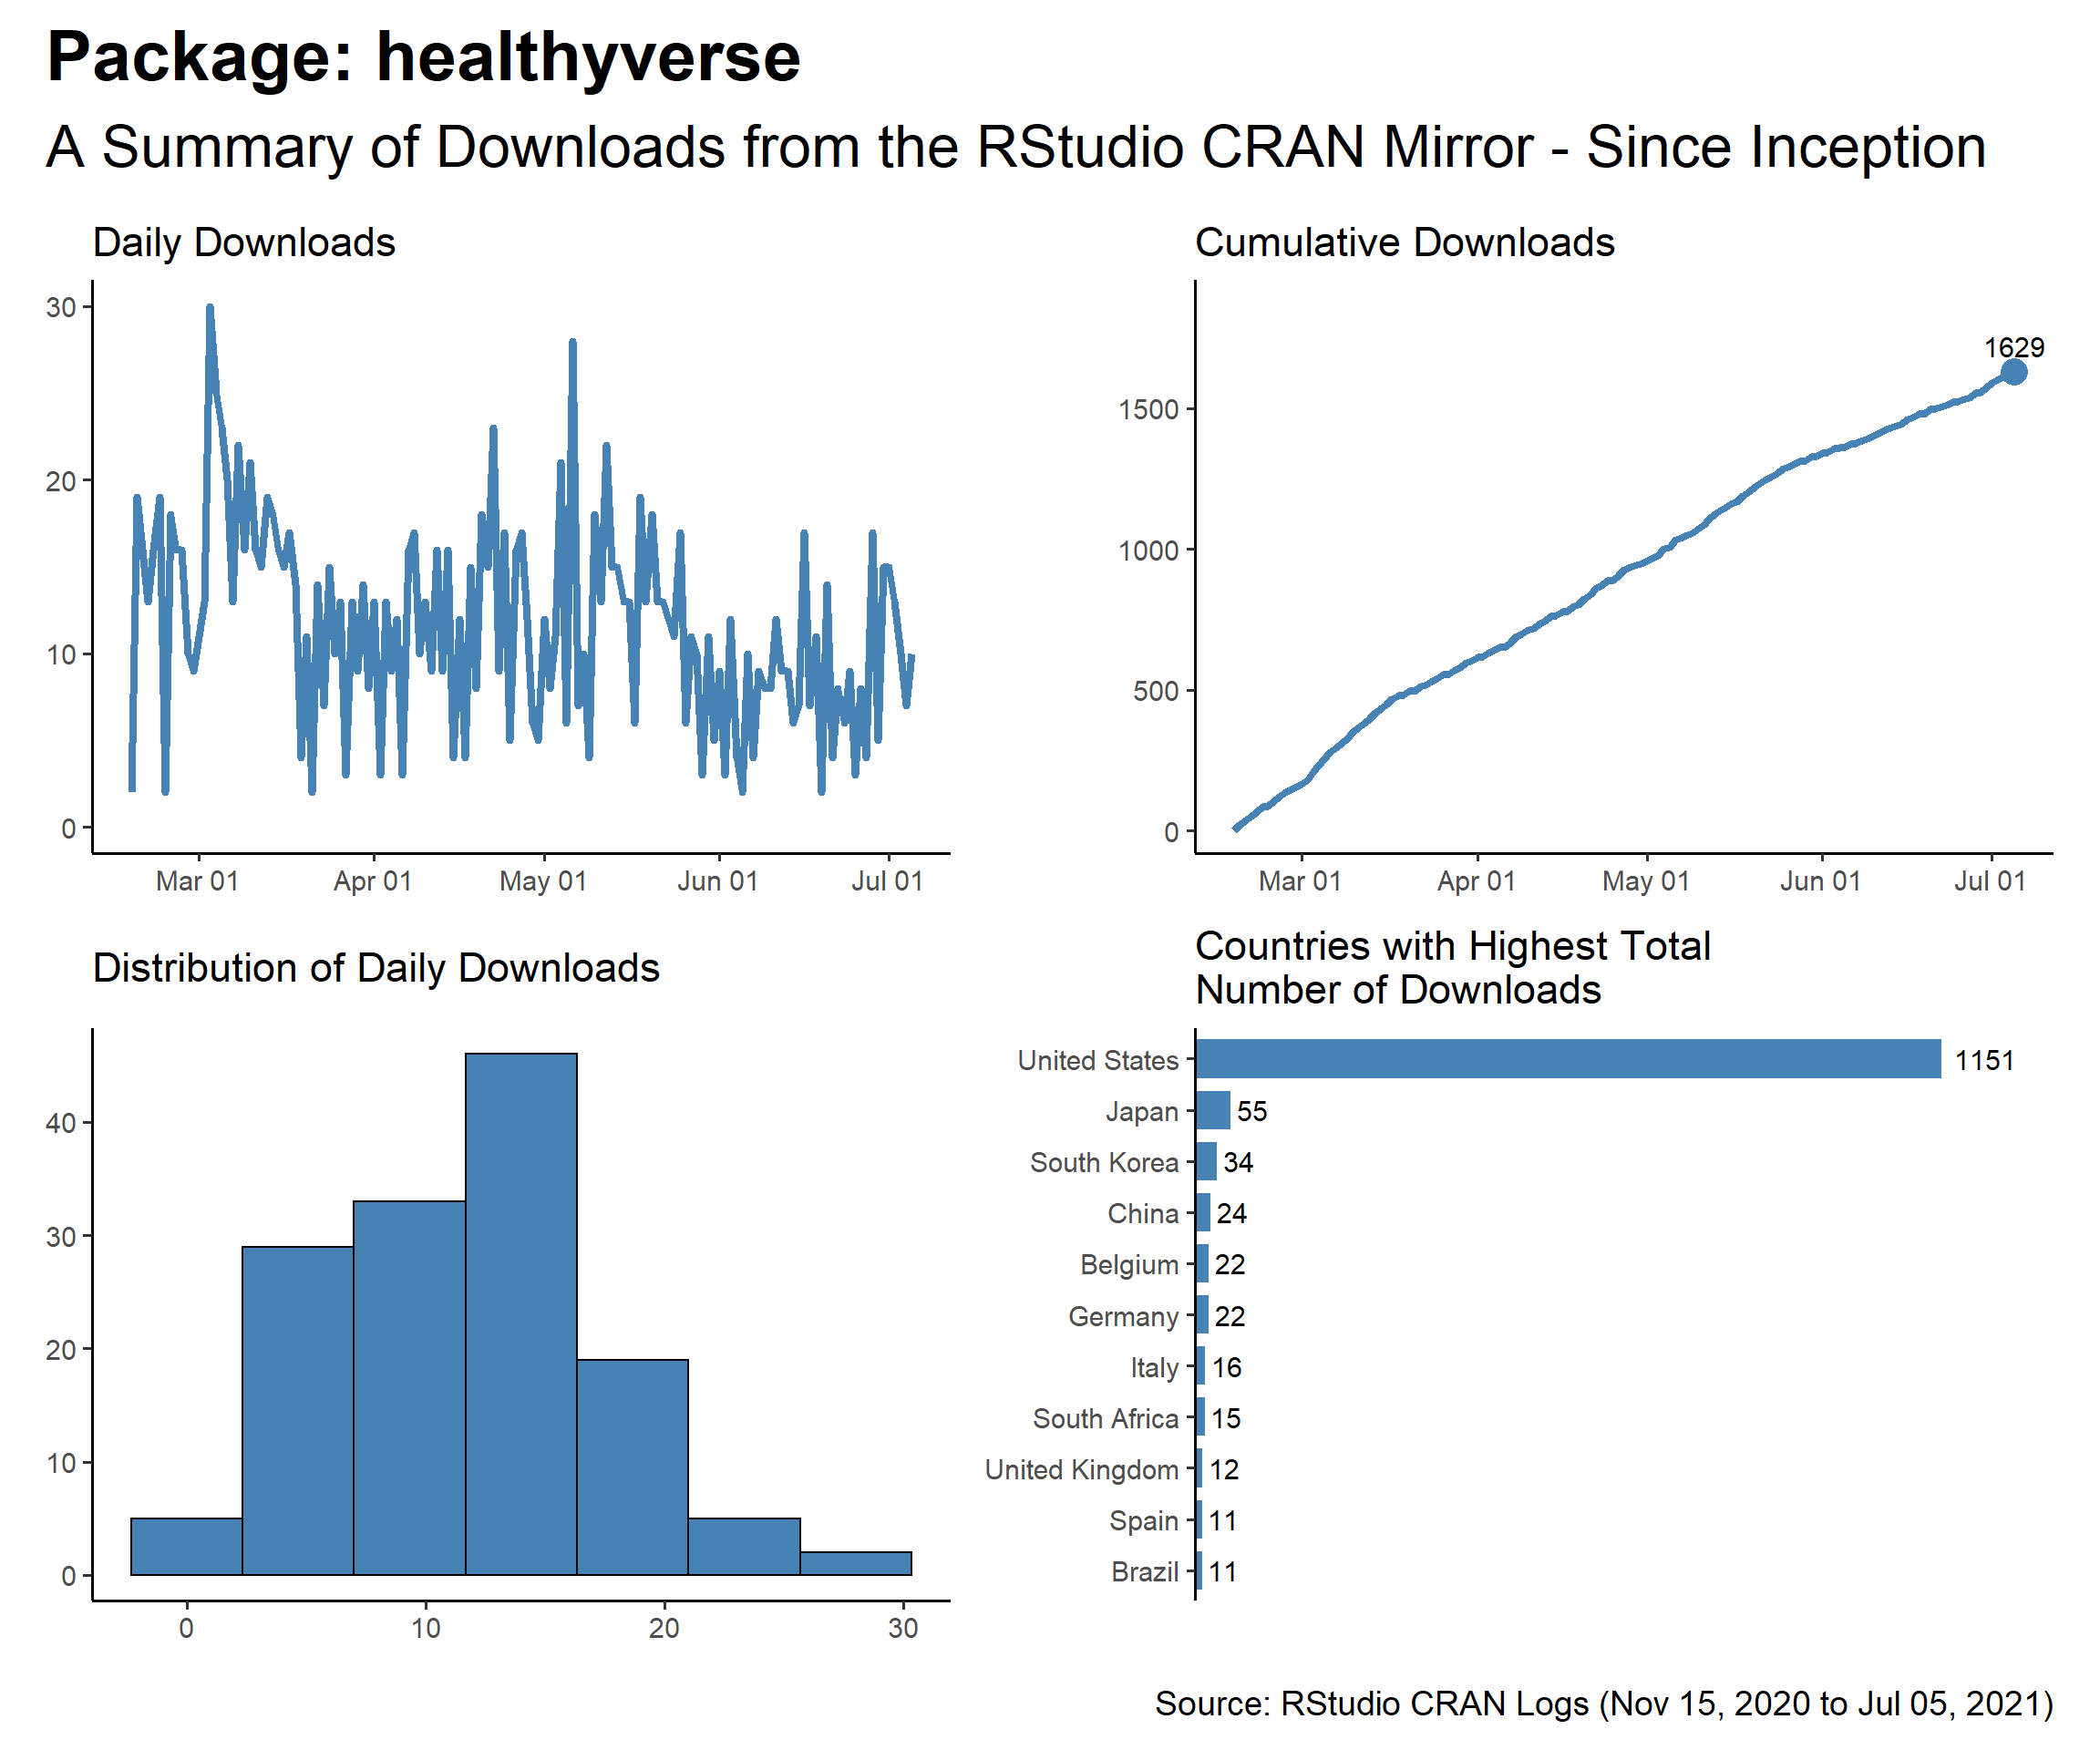 Package: healthyverse
A Summary of Downloads from the RStudio CRAN Mirror - Since Inception
Daily Downloads
30
20
10
0
Mar 01 Apr 01 May 01 Jun 01 Jul 01
Cumulative Downloads
1629
1500
1000
500
0
Mar 01 Apr 01 May 01 Jun 01 Jul 01
Distribution of Daily Downloads
40
30
20
10
0
0 10 20 30
Countries with Highest Total
Number of Downloads
United States 1151
Japan 55
South Korea 34
China 24
Belgium 22
Germany 22
Italy 16
South Africa 15
United Kingdom 12
Spain 11
Brazil 11
Source: RStudio CRAN Logs (Nov 15, 2020 to Jul 05, 2021)